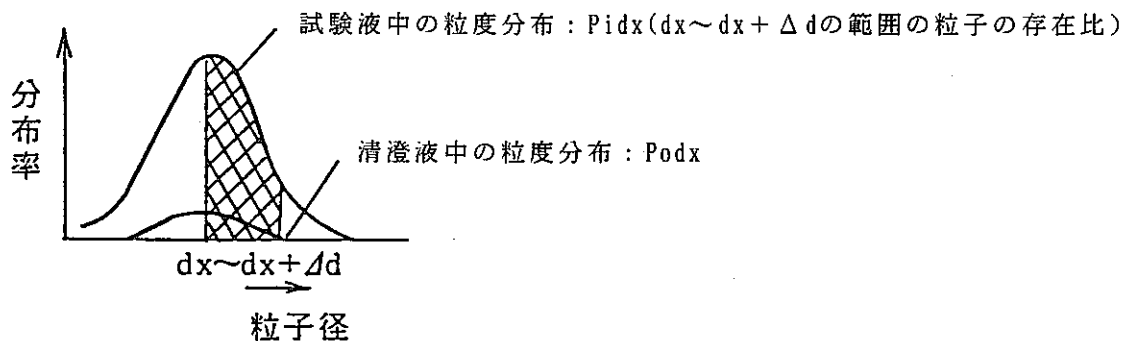 試験液中の粒度分布：Pidx(dx～dx+Δdの範囲の粒子の存在比)
分布率
清澄液中の粒度分布：Podx
dx～dx+Δd
粒子径